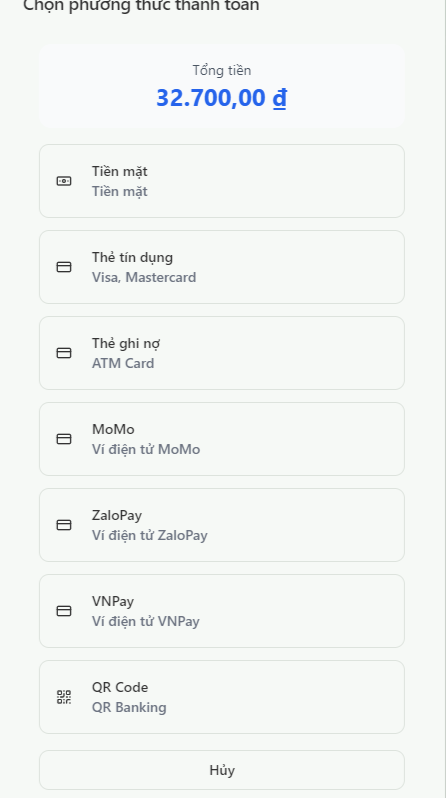 Chọn phương thức thanh toán
Tổng tiền
32.700,00 ₫
Tiền mặt
Tiền mặt
Thẻ tín dụng
Visa, Mastercard
Thẻ ghi nợ
ATM Card
MoMo
Ví điện tử MoMo
ZaloPay
Ví điện tử ZaloPay
VNPay
Ví điện tử VNPay
QR Code
QR Banking
Hủy